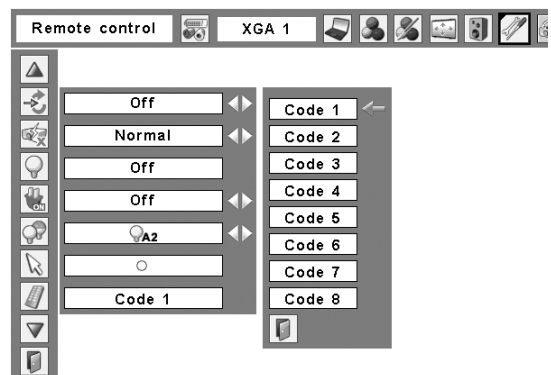 Remote control XGA 1
Off
Normal
Off
ON
Off
A2
Code 1
Code 1
Code 2
Code 3
Code 4
Code 5
Code 6
Code 7
Code 8